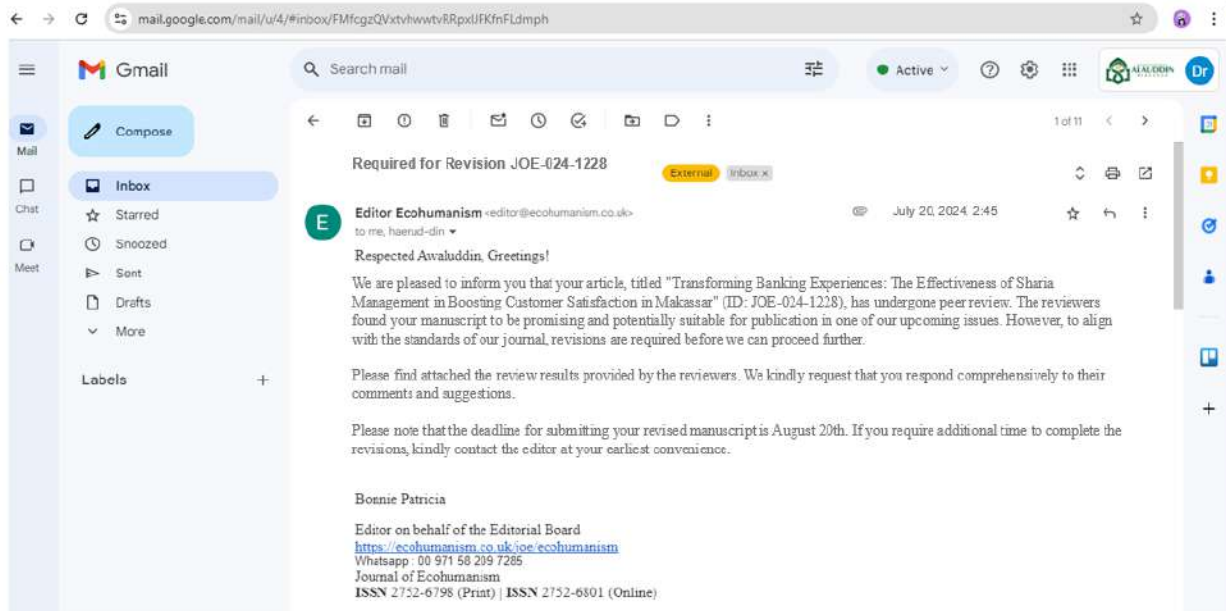 mail.google.com/mail/u/4/#inbox/FMfcgzQVxtvhwwtvRRpxlJFKfnFLdmph
Gmail
Search mail
Active
ALAUDDIN
Dr
Mail
Compose
1 of 11
Chat
Inbox
Required for Revision JOE-024-1228
External
Inbox x
Starred
Editor Ecohumanism <editor@ecohumanism.co.uk>
July 20, 2024, 2:45
E
to me, haerud-din
Meet
Snoozed
Respected Awaluddin, Greetings!
Sent
We are pleased to inform you that your article, titled "Transforming Banking Experiences: The Effectiveness of Sharia
Drafts
Management in Boosting Customer Satisfaction in Makassar" (ID: JOE-024-1228), has undergone peer review. The reviewers
More
found your manuscript to be promising and potentially suitable for publication in one of our upcoming issues. However, to align
with the standards of our journal, revisions are required before we can proceed further.
Labels
Please find attached the review results provided by the reviewers. We kindly request that you respond comprehensively to their
comments and suggestions.
Please note that the deadline for submitting your revised manuscript is August 20th. If you require additional time to complete the
revisions, kindly contact the editor at your earliest convenience.
Bonnie Patricia
Editor on behalf of the Editorial Board
https://ecohumanism.co.uk/joe/ecohumanism
Whatsapp : 00 971 58 209 7285
Journal of Ecohumanism
ISSN 2752-6798 (Print) | ISSN 2752-6801 (Online)